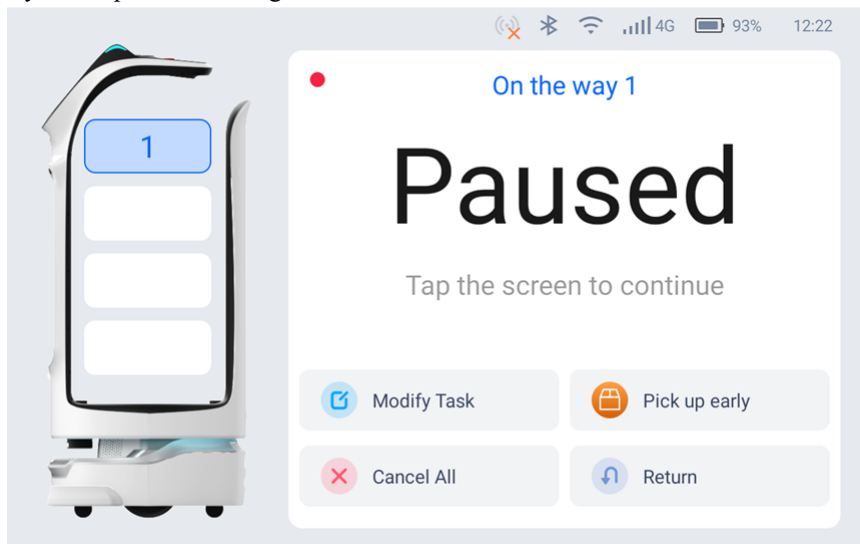 4G 93% 12:22
On the way 1
1
Paused
Tap the screen to continue
Modify Task
Pick up early
Cancel All
Return